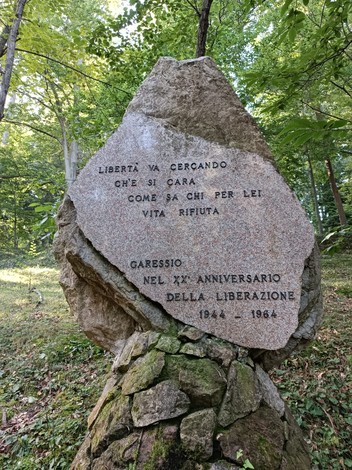 LIBERTÀ VA CERCANDO
CH'E SI CARA
COME SA CHI PER LEI
VITA RIFIUTA
GARESSIO
NEL XX° ANNIVERSARIO
DELLA LIBERAZIONE
1944 - 1964